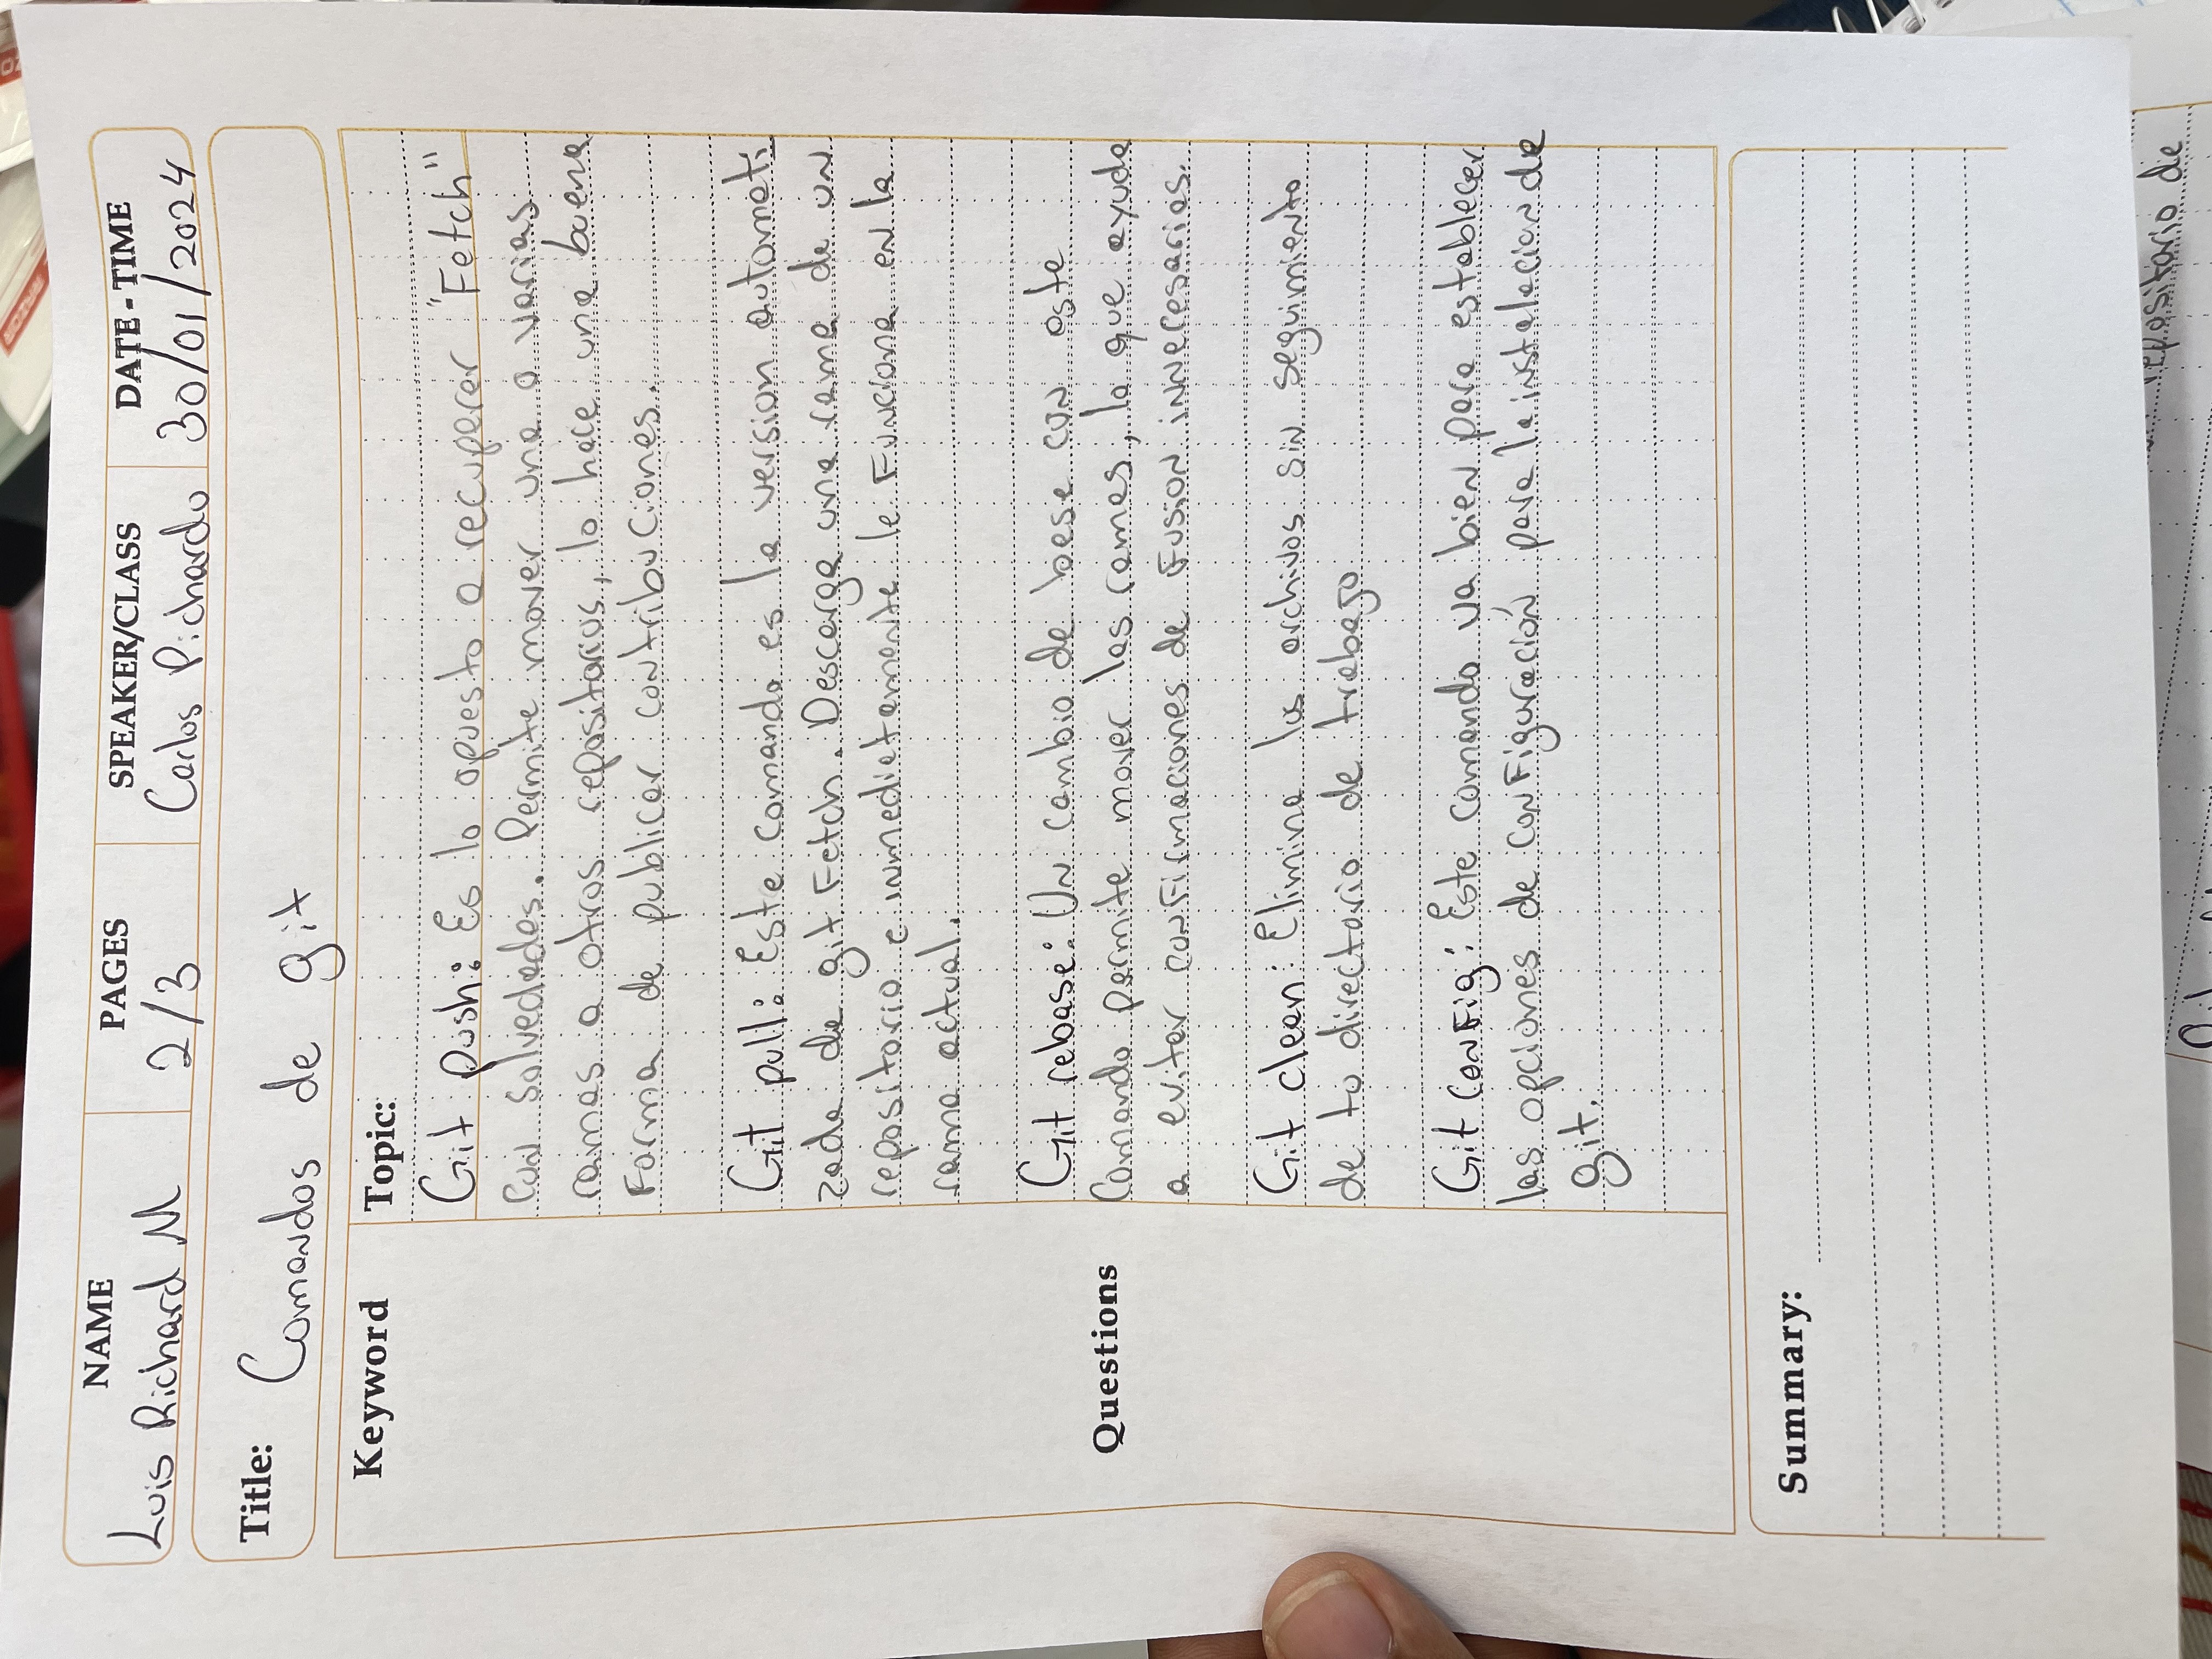 NAME
PAGES
SPEAKER/CLASS
DATE - TIME
Luis Richard M
2/3
Carlos Pichardo
30/01/2024
Title: Comandos de git
Keyword
Topic:
Git push: Es lo opuesto a recuperar "Fetch"
con salvedades. Permite mover una o varias
ramas a otros repositorios, lo hace una buena
Forma de publicar contribuciones.
Git pull: Este comando es la version automati
zada de git Fetch. Descarga una rama de un
repositorio e inmediatamente le Funciona en la
rama actual.
Git rebase: Un cambio de base con este
Comando permite mover las ramas, lo que ayuda
a evitar conFirmaciones de Fusion innecesarias.
Questions
Git clean: Elimina los archivos sin seguimiento
de tu directorio de trabajo
Git conFig: Este comando va bien para establecer
las opciones de conFiguración para la instalacion de
git.
Summary:
repositorio de